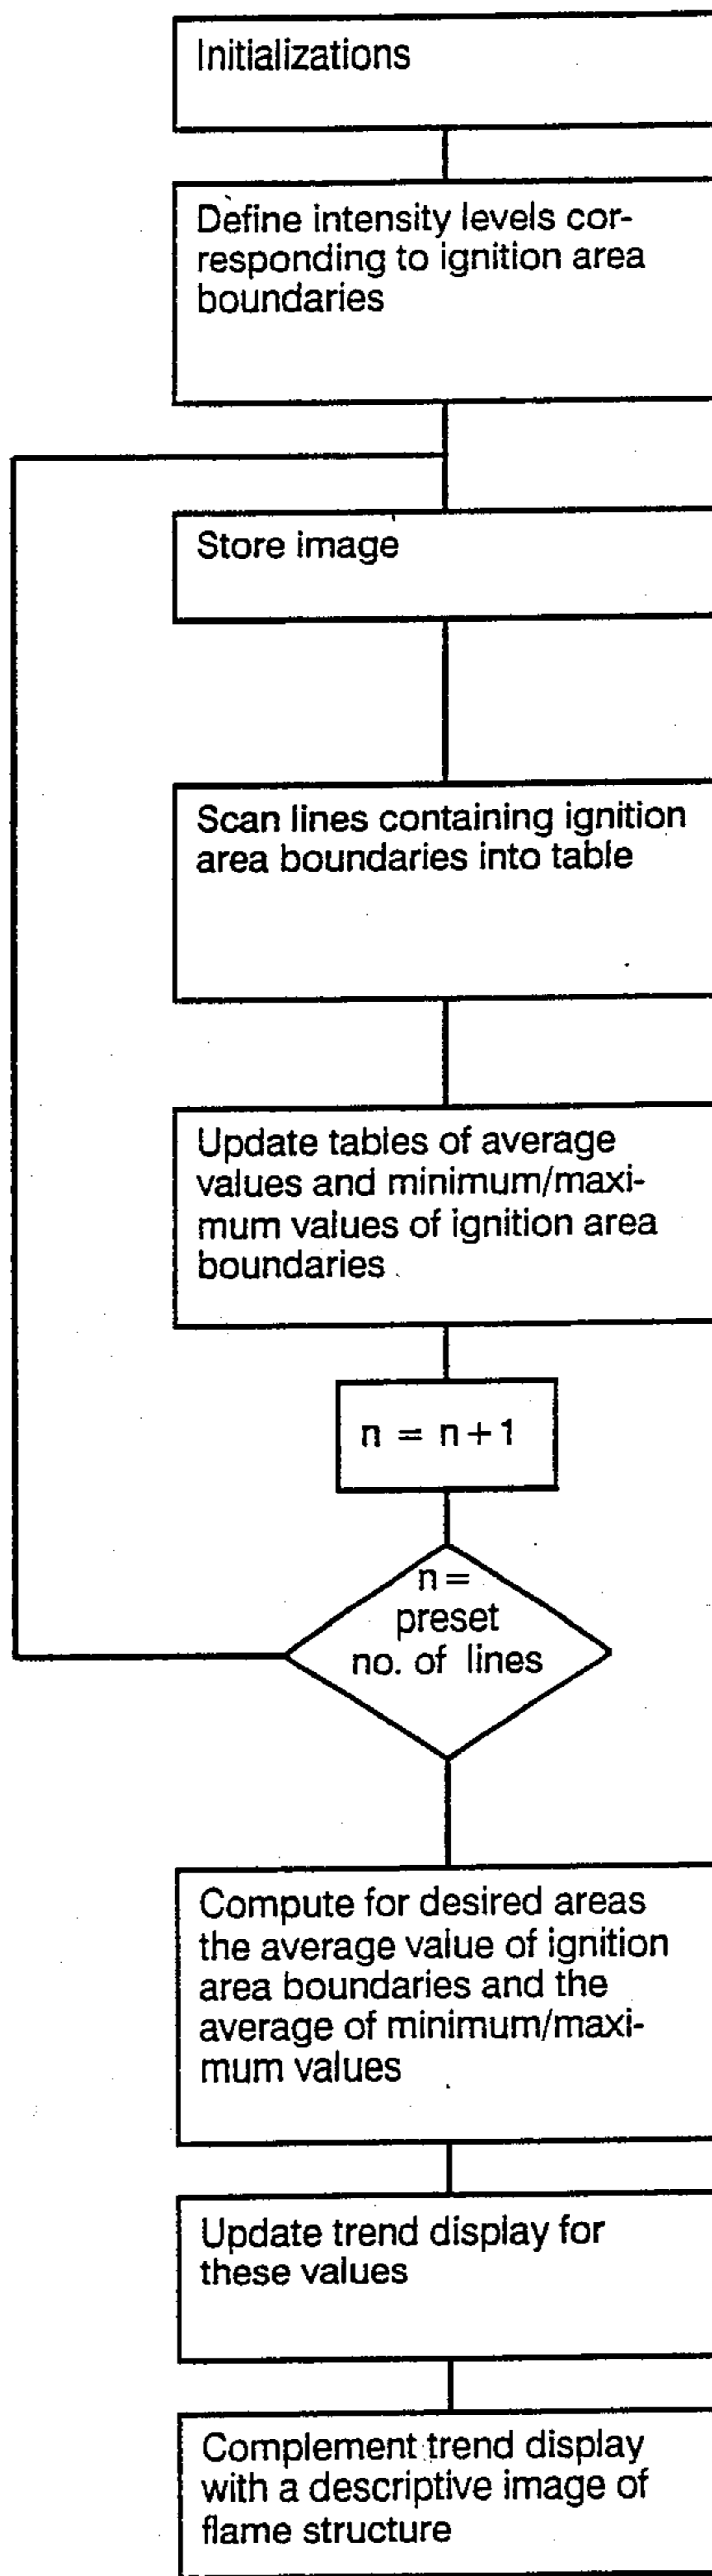 Initializations
Define intensity levels cor-
responding to ignition area
boundaries
Store image
Scan lines containing ignition
area boundaries into table
Update tables of average
values and minimum/maxi-
mum values of ignition area
boundaries
n = n+1
n=
preset
no. of lines
Compute for desired areas
the average value of ignition
area boundaries and the
average of minimum/maxi-
mum values
Update trend display for
these values
Complement trend display
with a descriptive image of
flame structure